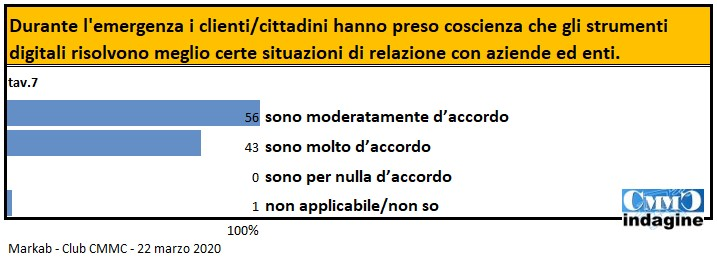 Durante l'emergenza i clienti/cittadini hanno preso coscienza che gli strumenti
digitali risolvono meglio certe situazioni di relazione con aziende ed enti.
tav.7
56 sono moderatamente d’accordo
43 sono molto d’accordo
0 sono per nulla d’accordo
1 non applicabile/non so
100%
CMMC
indagine
Markab - Club CMMC - 22 marzo 2020